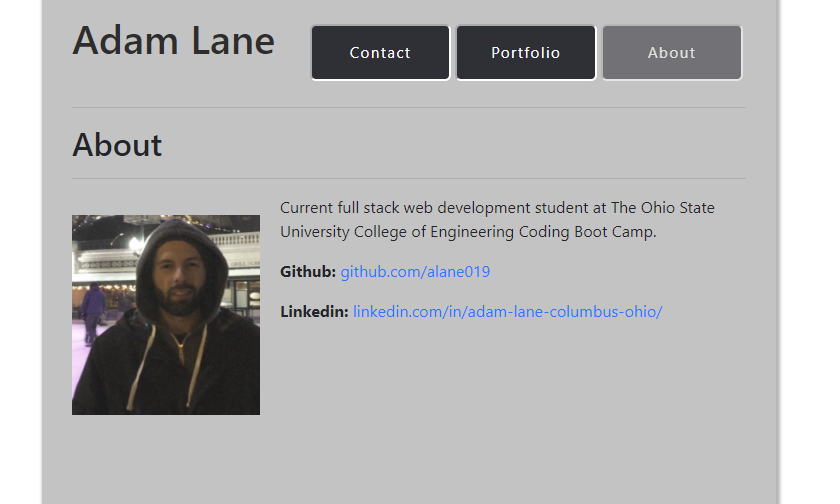 Adam Lane
Contact
Portfolio
About
About
Current full stack web development student at The Ohio State
University College of Engineering Coding Boot Camp.
Github: github.com/alane019
Linkedin: linkedin.com/in/adam-lane-columbus-ohio/